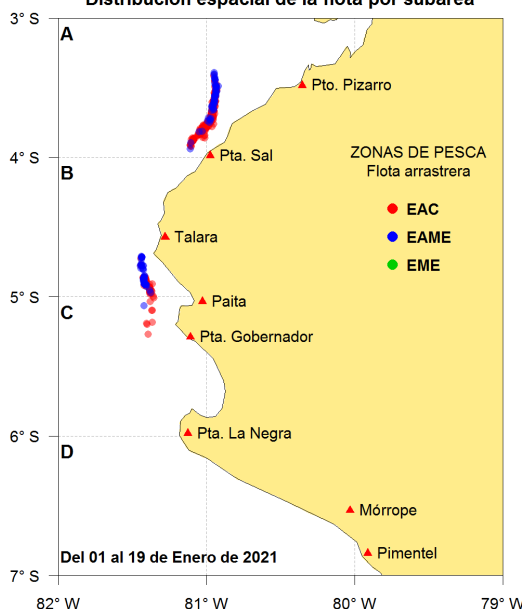 Distribución espacial de la flota por subárea
3° S
A
Pto. Pizarro
ZONAS DE PESCA
Flota arrastrera
4° S
Pta. Sal
B
EAC
Talara
EAME
EME
5° S
Paita
C
Pta. Gobernador
6° S
Pta. La Negra
D
Mórrope
Del 01 al 19 de Enero de 2021
Pimentel
7° S
82° W
81° W
80° W
79° W